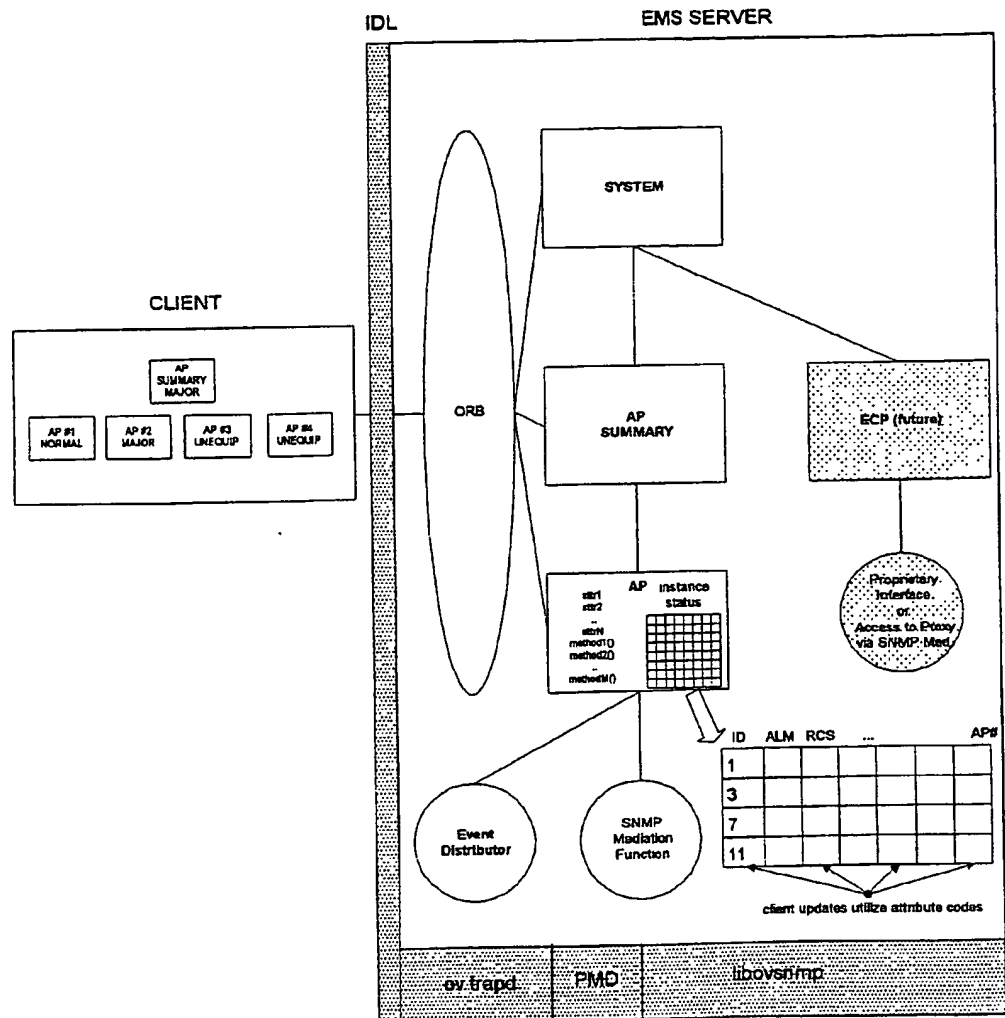 IDL
EMS SERVER
SYSTEM
CLIENT
AP
SUMMARY
MAJOR
AP #1
NORMAL
AP #2
MAJOR
AP #3
UNEQUIP
AP #4
UNEQUIP
ORB
AP
SUMMARY
ECP (future)
AP instance
status
attr1
attr2
...
attrN
method1()
method2()
...
methodM()
Proprietary
Interface
or
Access to Proxy
via SNMP Med.
ID ALM RCS ... AP#
1
3
7
11
Event
Distributor
SNMP
Mediation
Function
client updates utilize attribute codes
ov trapd
PMD
libovsnmp